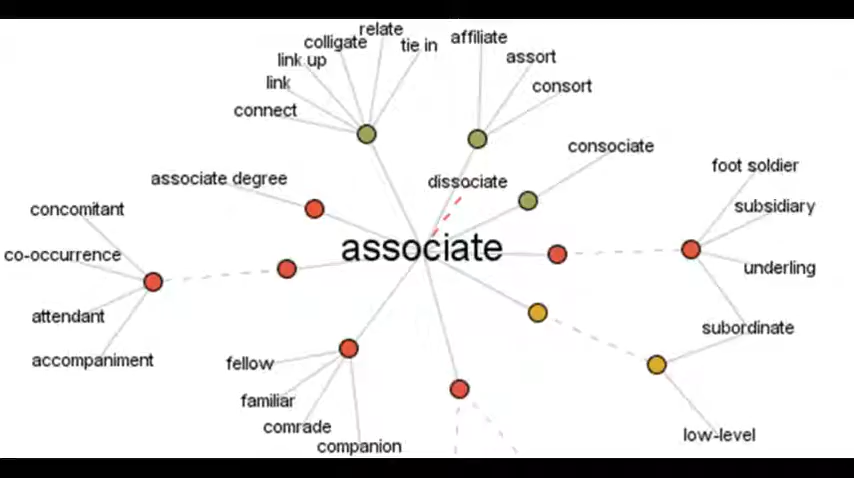 relate
colligate
tie in
affiliate
link up
assort
link
consort
connect
consociate
foot soldier
associate degree
dissociate
concomitant
subsidiary
associate
co-occurrence
underling
attendant
subordinate
accompaniment
fellow
familiar
comrade
low-level
companion